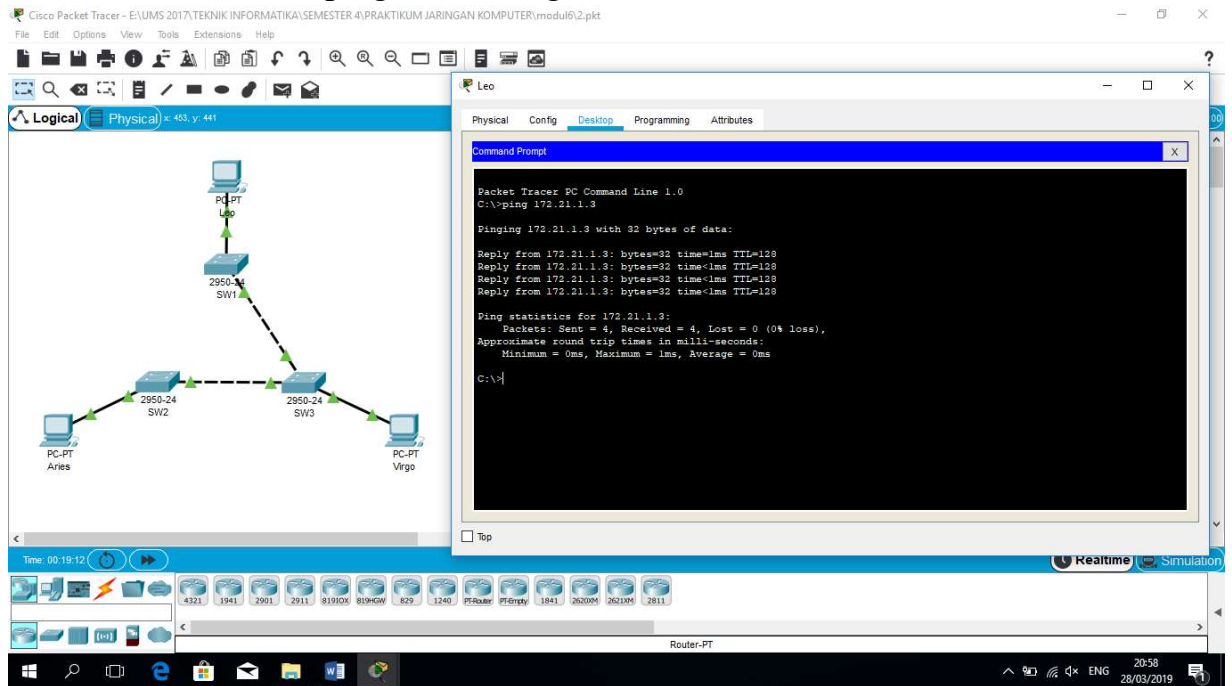 Cisco Packet Tracer - E:\UMS 2017\TEKNIK INFORMATIKA\SEMESTER 4\PRAKTIKUM JARINGAN KOMPUTER\modul6\2.pkt
File Edit Options View Tools Extensions Help
?
Logical Physical x: 453, y: 441
PC-PT
Leo
2950-24
SW1
2950-24
SW2
2950-24
SW3
PC-PT
Aries
PC-PT
Virgo
Leo
Physical Config Desktop Programming Attributes
Command Prompt X
Packet Tracer PC Command Line 1.0
C:\>ping 172.21.1.3
Pinging 172.21.1.3 with 32 bytes of data:
Reply from 172.21.1.3: bytes=32 time=1ms TTL=128
Reply from 172.21.1.3: bytes=32 time<1ms TTL=128
Reply from 172.21.1.3: bytes=32 time<1ms TTL=128
Reply from 172.21.1.3: bytes=32 time<1ms TTL=128
Ping statistics for 172.21.1.3:
Packets: Sent = 4, Received = 4, Lost = 0 (0% loss),
Approximate round trip times in milli-seconds:
Minimum = 0ms, Maximum = 1ms, Average = 0ms
C:\>
Top
Time: 00:19:12 Realtime Simulation
4321 1941 2901 2911 819IOX 819HGW 829 1240 PT-Router PT-Empty 1841 2620XM 2621XM 2811
Router-PT
ENG 20:58
28/03/2019